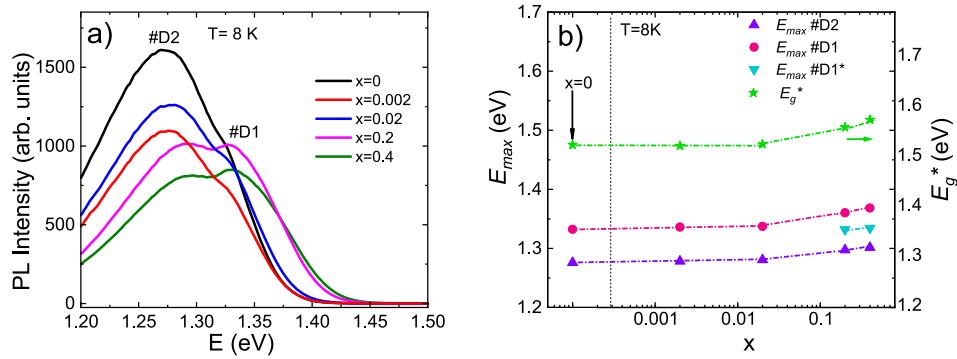 a)
#D2
T= 8 K
#D1
x=0
x=0.002
x=0.02
x=0.2
x=0.4
PL Intensity (arb. units)
1500
1000
500
0
1.20 1.25 1.30 1.35 1.40 1.45 1.50
E (eV)
b)
T=8K
x=0
E_max #D2
E_max #D1
E_max #D1*
E_g*
E_max (eV)
1.7
1.6
1.5
1.4
1.3
1.2
0.001 0.01 0.1
x
1.7
1.6
1.5
1.4
1.3
1.2
E_g* (eV)